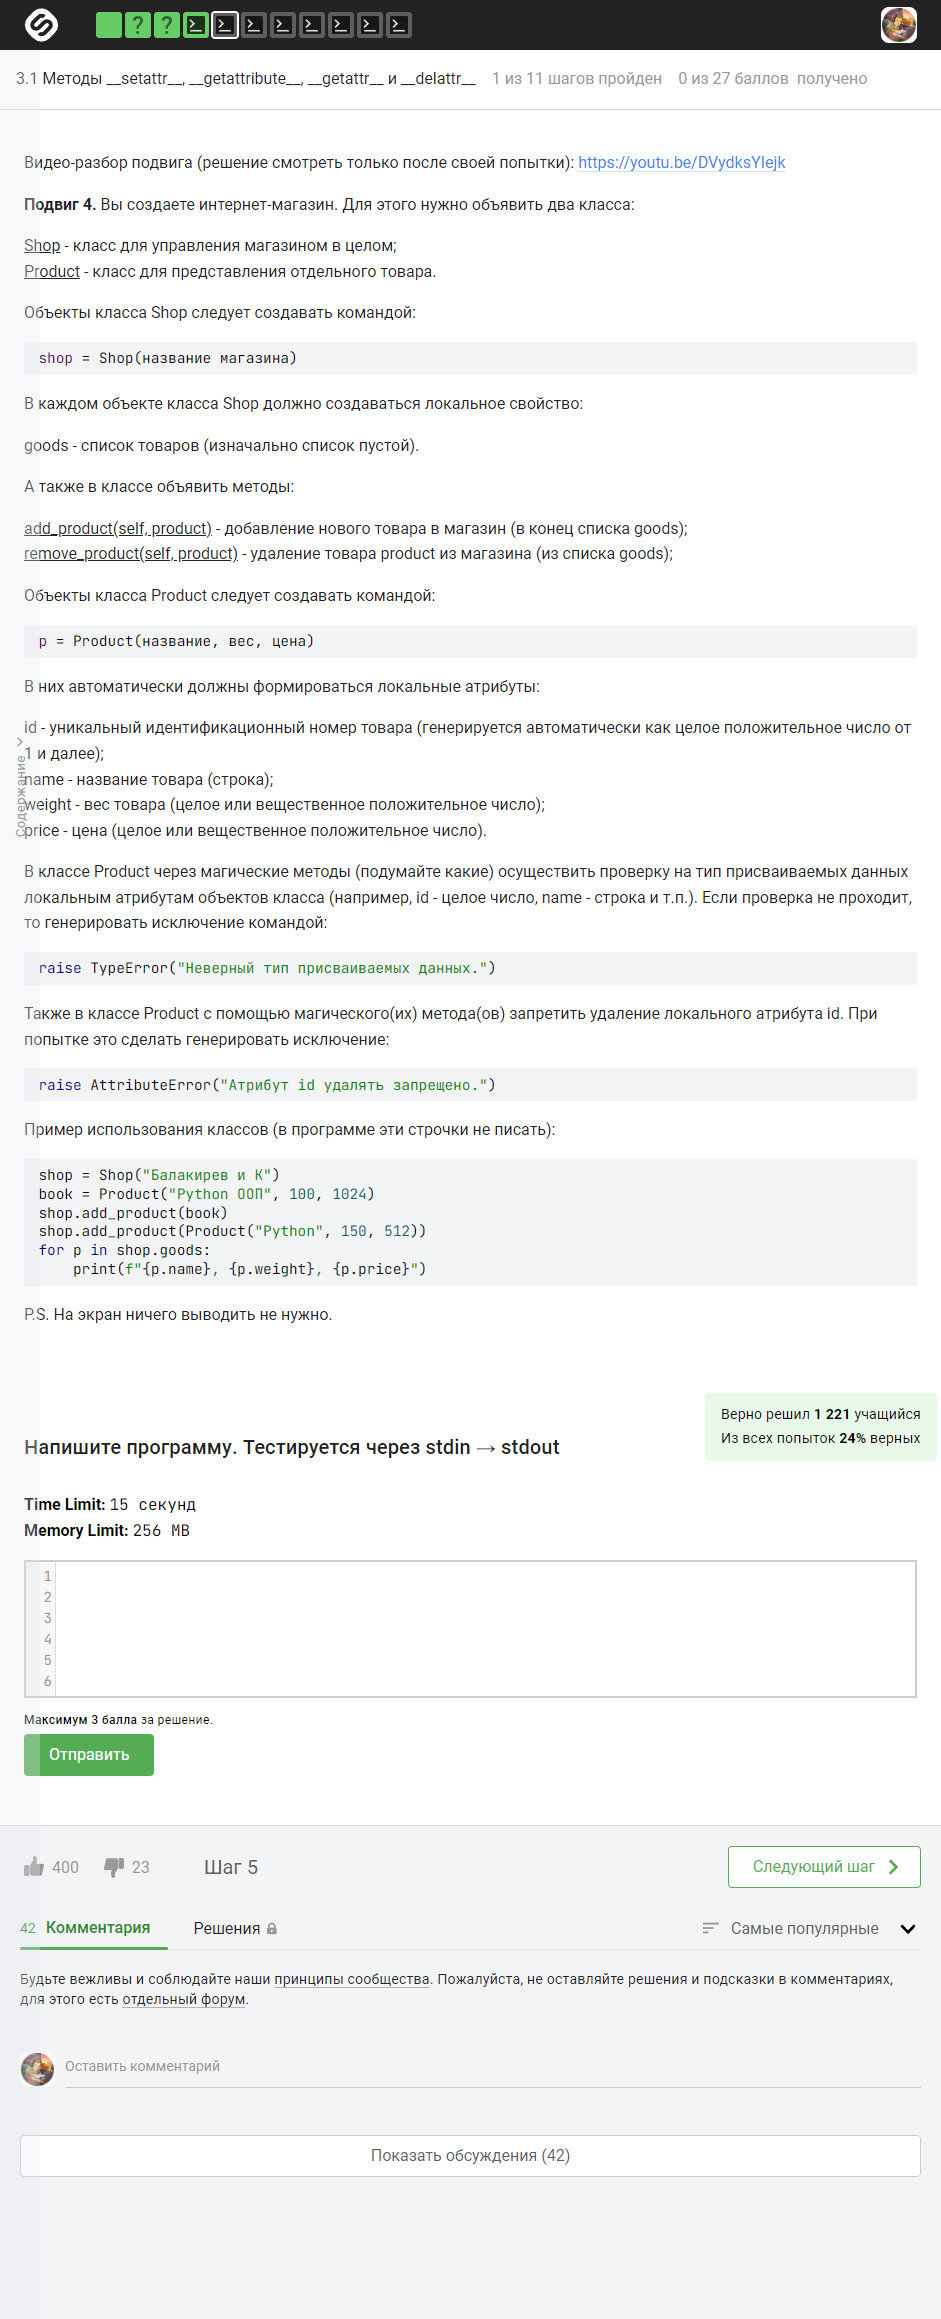 3.1 Методы __setattr__, __getattribute__, __getattr__ и __delattr__ 1 из 11 шагов пройден 0 из 27 баллов получено
Видео-разбор подвига (решение смотреть только после своей попытки): https://youtu.be/DVydksYIejk
Подвиг 4. Вы создаете интернет-магазин. Для этого нужно объявить два класса:
Shop - класс для управления магазином в целом;
Product - класс для представления отдельного товара.
Объекты класса Shop следует создавать командой:
shop = Shop(название магазина)
В каждом объекте класса Shop должно создаваться локальное свойство:
goods - список товаров (изначально список пустой).
А также в классе объявить методы:
add_product(self, product) - добавление нового товара в магазин (в конец списка goods);
remove_product(self, product) - удаление товара product из магазина (из списка goods);
Объекты класса Product следует создавать командой:
p = Product(название, вес, цена)
В них автоматически должны формироваться локальные атрибуты:
id - уникальный идентификационный номер товара (генерируется автоматически как целое положительное число от
1 и далее);
name - название товара (строка);
weight - вес товара (целое или вещественное положительное число);
price - цена (целое или вещественное положительное число).
Содержание
В классе Product через магические методы (подумайте какие) осуществить проверку на тип присваиваемых данных
локальным атрибутам объектов класса (например, id - целое число, name - строка и т.п.). Если проверка не проходит,
то генерировать исключение командой:
raise TypeError("Неверный тип присваиваемых данных.")
Также в классе Product с помощью магического(их) метода(ов) запретить удаление локального атрибута id. При
попытке это сделать генерировать исключение:
raise AttributeError("Атрибут id удалять запрещено.")
Пример использования классов (в программе эти строчки не писать):
shop = Shop("Балакирев и К")
book = Product("Python ООП", 100, 1024)
shop.add_product(book)
shop.add_product(Product("Python", 150, 512))
for p in shop.goods:
    print(f"{p.name}, {p.weight}, {p.price}")
P.S. На экран ничего выводить не нужно.
Верно решил 1 221 учащийся
Из всех попыток 24% верных
Напишите программу. Тестируется через stdin → stdout
Time Limit: 15 секунд
Memory Limit: 256 MB
1
2
3
4
5
6
Максимум 3 балла за решение.
Отправить
400 23 Шаг 5 Следующий шаг
42 Комментария Решения Самые популярные
Будьте вежливы и соблюдайте наши принципы сообщества. Пожалуйста, не оставляйте решения и подсказки в комментариях,
для этого есть отдельный форум.
Оставить комментарий
Показать обсуждения (42)